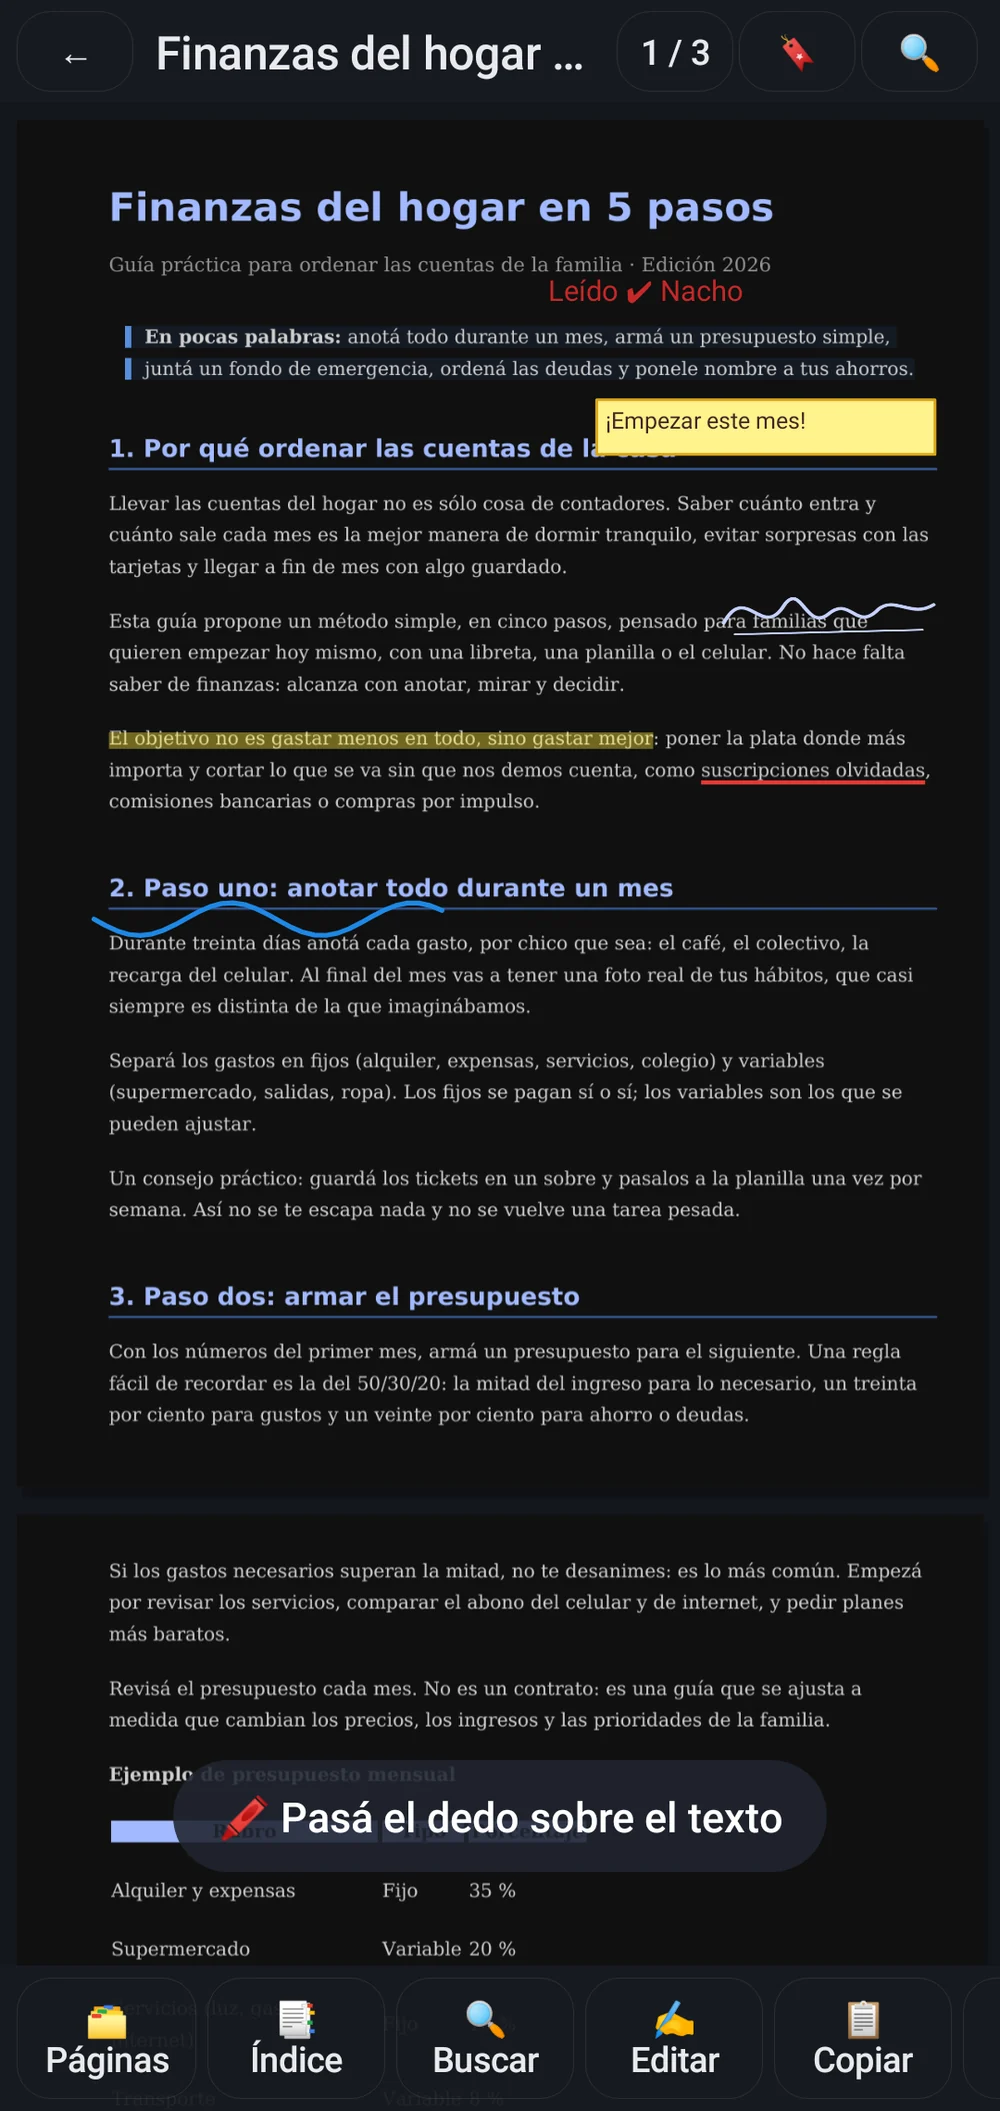 ← Finanzas del hogar ... 1 / 3
Finanzas del hogar en 5 pasos
Guía práctica para ordenar las cuentas de la familia · Edición 2026
Leído ✔ Nacho
En pocas palabras: anotá todo durante un mes, armá un presupuesto simple,
juntá un fondo de emergencia, ordená las deudas y ponele nombre a tus ahorros.
¡Empezar este mes!
1. Por qué ordenar las cuentas de la
Llevar las cuentas del hogar no es sólo cosa de contadores. Saber cuánto entra y
cuánto sale cada mes es la mejor manera de dormir tranquilo, evitar sorpresas con las
tarjetas y llegar a fin de mes con algo guardado.
Esta guía propone un método simple, en cinco pasos, pensado para familias que
quieren empezar hoy mismo, con una libreta, una planilla o el celular. No hace falta
saber de finanzas: alcanza con anotar, mirar y decidir.
El objetivo no es gastar menos en todo, sino gastar mejor: poner la plata donde más
importa y cortar lo que se va sin que nos demos cuenta, como suscripciones olvidadas,
comisiones bancarias o compras por impulso.
2. Paso uno: anotar todo durante un mes
Durante treinta días anotá cada gasto, por chico que sea: el café, el colectivo, la
recarga del celular. Al final del mes vas a tener una foto real de tus hábitos, que casi
siempre es distinta de la que imaginábamos.
Separá los gastos en fijos (alquiler, expensas, servicios, colegio) y variables
(supermercado, salidas, ropa). Los fijos se pagan sí o sí; los variables son los que se
pueden ajustar.
Un consejo práctico: guardá los tickets en un sobre y pasalos a la planilla una vez por
semana. Así no se te escapa nada y no se vuelve una tarea pesada.
3. Paso dos: armar el presupuesto
Con los números del primer mes, armá un presupuesto para el siguiente. Una regla
fácil de recordar es la del 50/30/20: la mitad del ingreso para lo necesario, un treinta
por ciento para gustos y un veinte por ciento para ahorro o deudas.
Si los gastos necesarios superan la mitad, no te desanimes: es lo más común. Empezá
por revisar los servicios, comparar el abono del celular y de internet, y pedir planes
más baratos.
Revisá el presupuesto cada mes. No es un contrato: es una guía que se ajusta a
medida que cambian los precios, los ingresos y las prioridades de la familia.
Ejemplo de presupuesto mensual
Pasá el dedo sobre el texto
Alquiler y expensas Fijo 35 %
Supermercado Variable 20 %
Fijo
Transporte Variable 8 %
Páginas Índice Buscar Editar Copiar